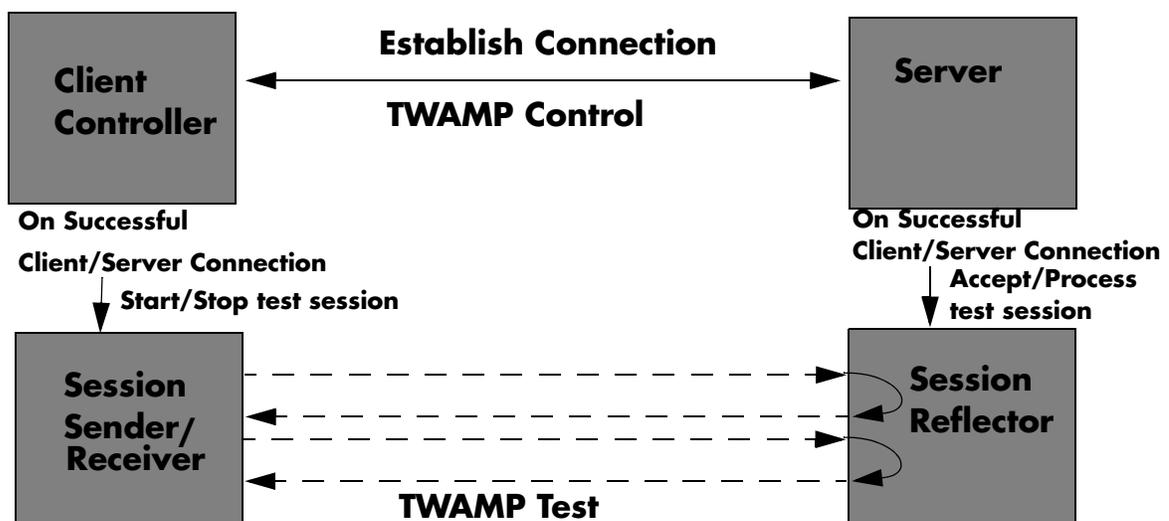 Client
Controller
Establish Connection
TWAMP Control
Server
On Successful
Client/Server Connection
Start/Stop test session
On Successful
Client/Server Connection
Accept/Process
test session
Session
Sender/
Receiver
TWAMP Test
Session
Reflector